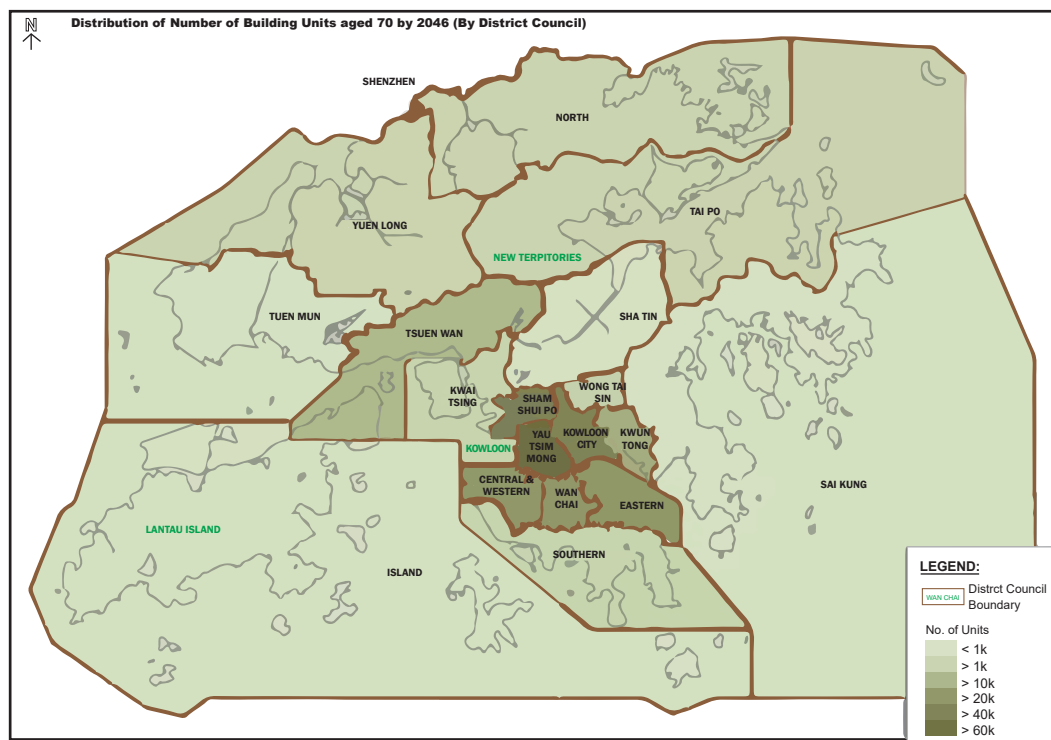 N
Distribution of Number of Building Units aged 70 by 2046 (By District Council)
SHENZHEN
NORTH
TAI PO
YUEN LONG
NEW TERPITORIES
TUEN MUN
SHA TIN
TSUEN WAN
KWAI
TSING
WONG TAI
SIN
SHAM
SHUI PO
YAU
TSIM
MONG
KOWLOON
CITY
KWUN
TONG
KOWLOON
CENTRAL &
WESTERN
WAN
CHAI
EASTERN
SAI KUNG
LANTAU ISLAND
SOUTHERN
ISLAND
LEGEND:
WAN CHAI
Distrct Council
Boundary
No. of Units
< 1k
> 1k
> 10k
> 20k
> 40k
> 60k